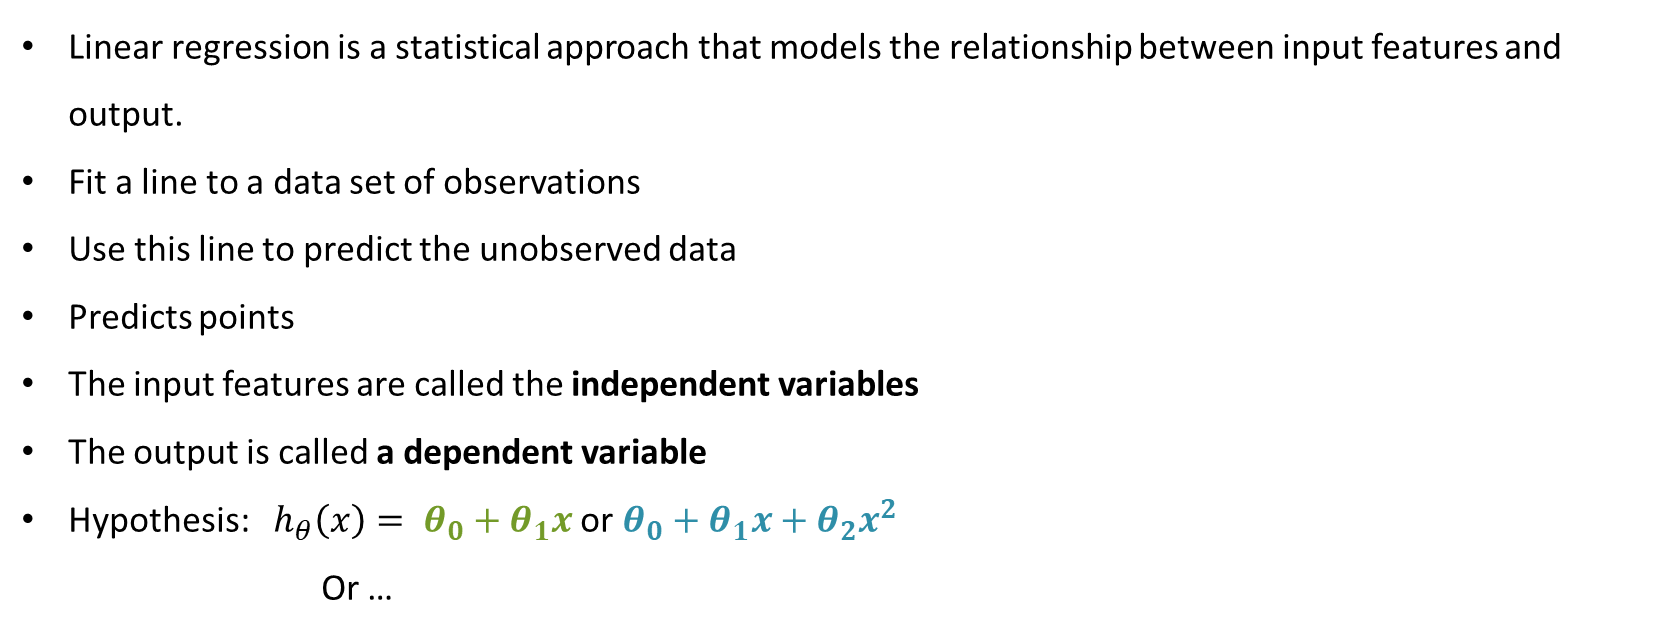 • Linear regression is a statistical approach that models the relationship between input features and
output.
• Fit a line to a data set of observations
• Use this line to predict the unobserved data
• Predicts points
• The input features are called the independent variables
• The output is called a dependent variable
• Hypothesis: h_θ(x) = θ₀ + θ₁x or θ₀ + θ₁x + θ₂x²
Or ...